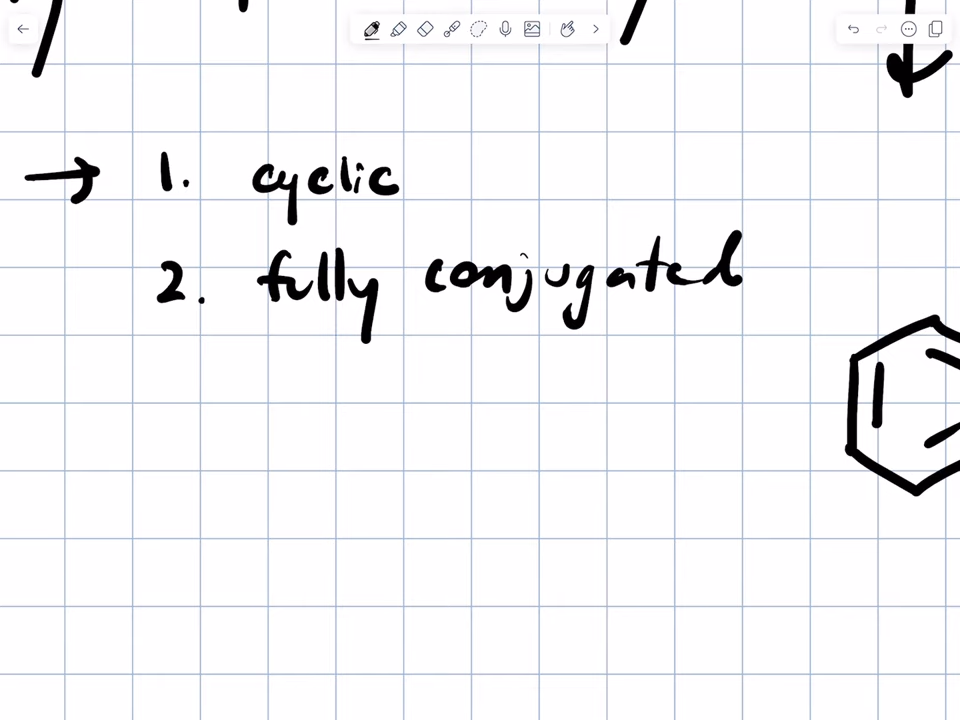 → 1. cyclic
2. fully conjugated